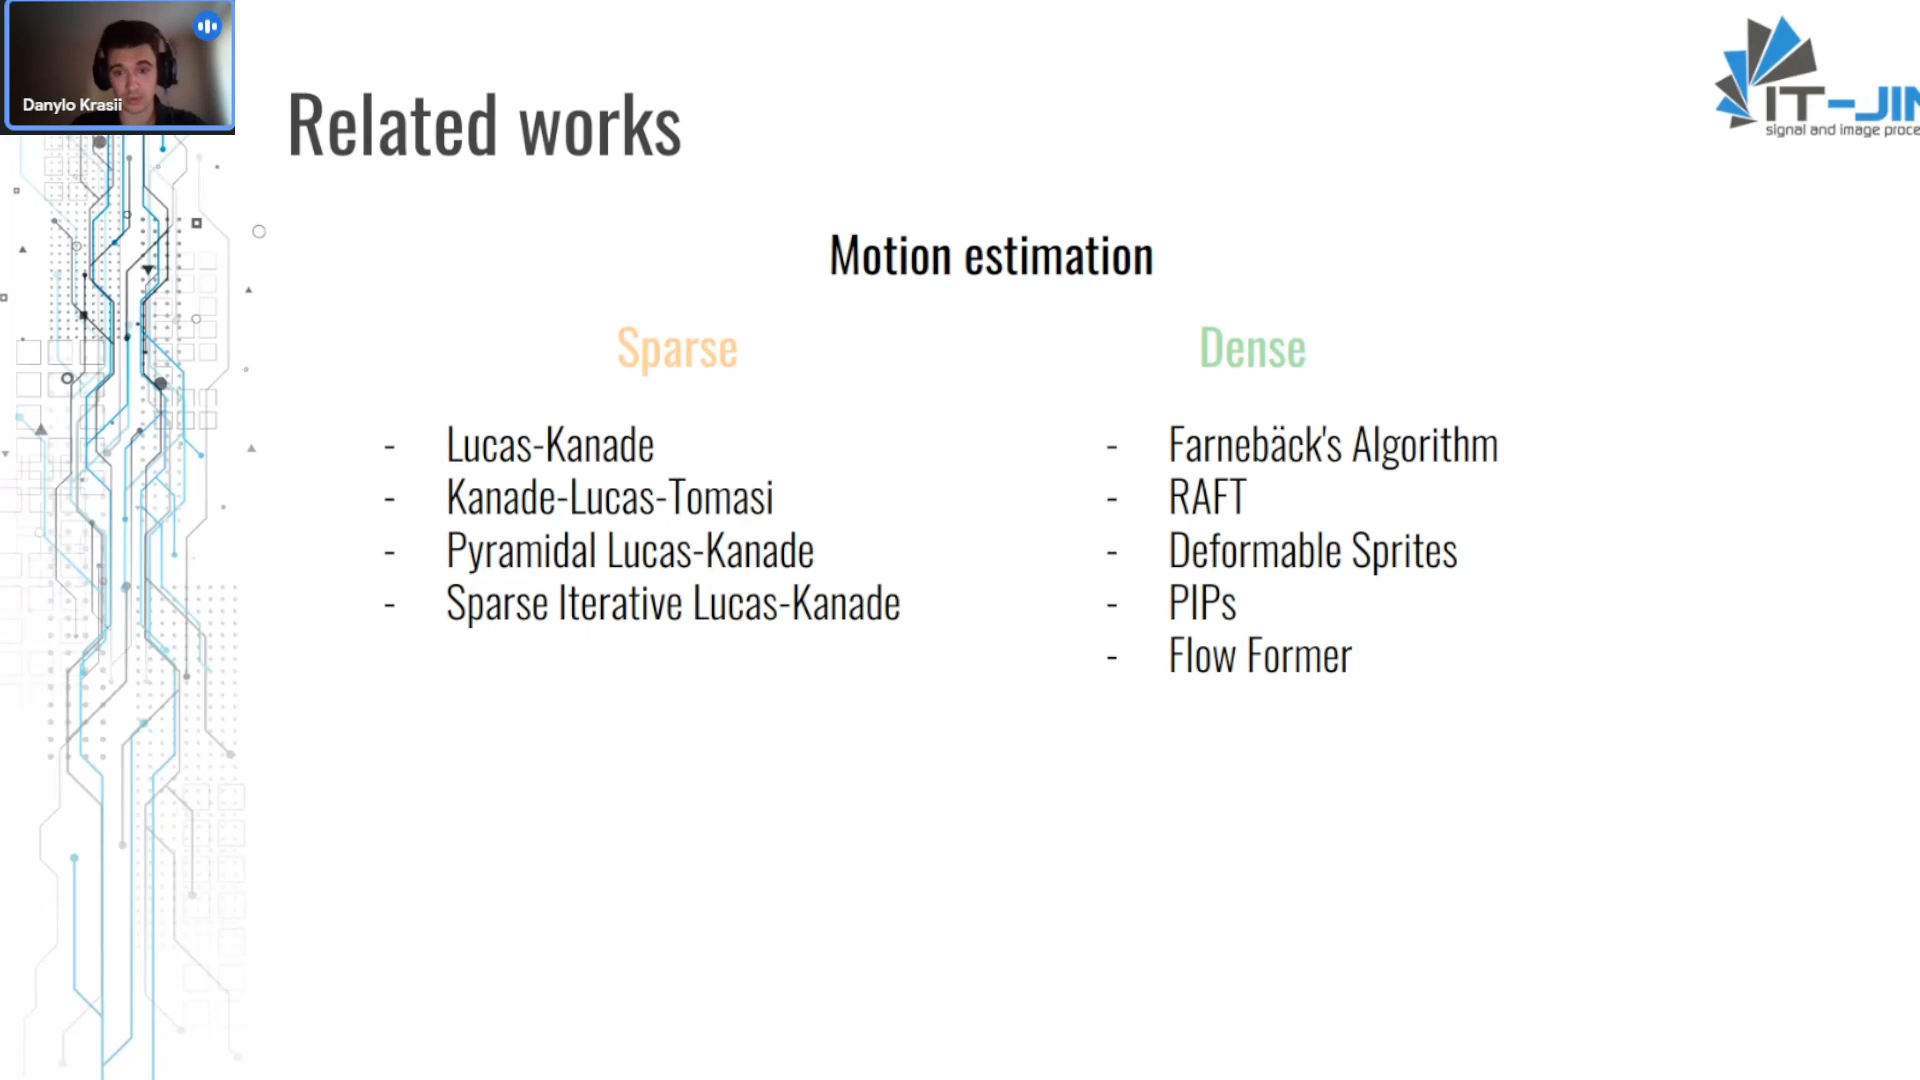 Danylo Krasii
IT-JIN
signal and image proce
Related works
Motion estimation
Sparse
- Lucas-Kanade
- Kanade-Lucas-Tomasi
- Pyramidal Lucas-Kanade
- Sparse Iterative Lucas-Kanade
Dense
- Farnebäck's Algorithm
- RAFT
- Deformable Sprites
- PIPs
- Flow Former